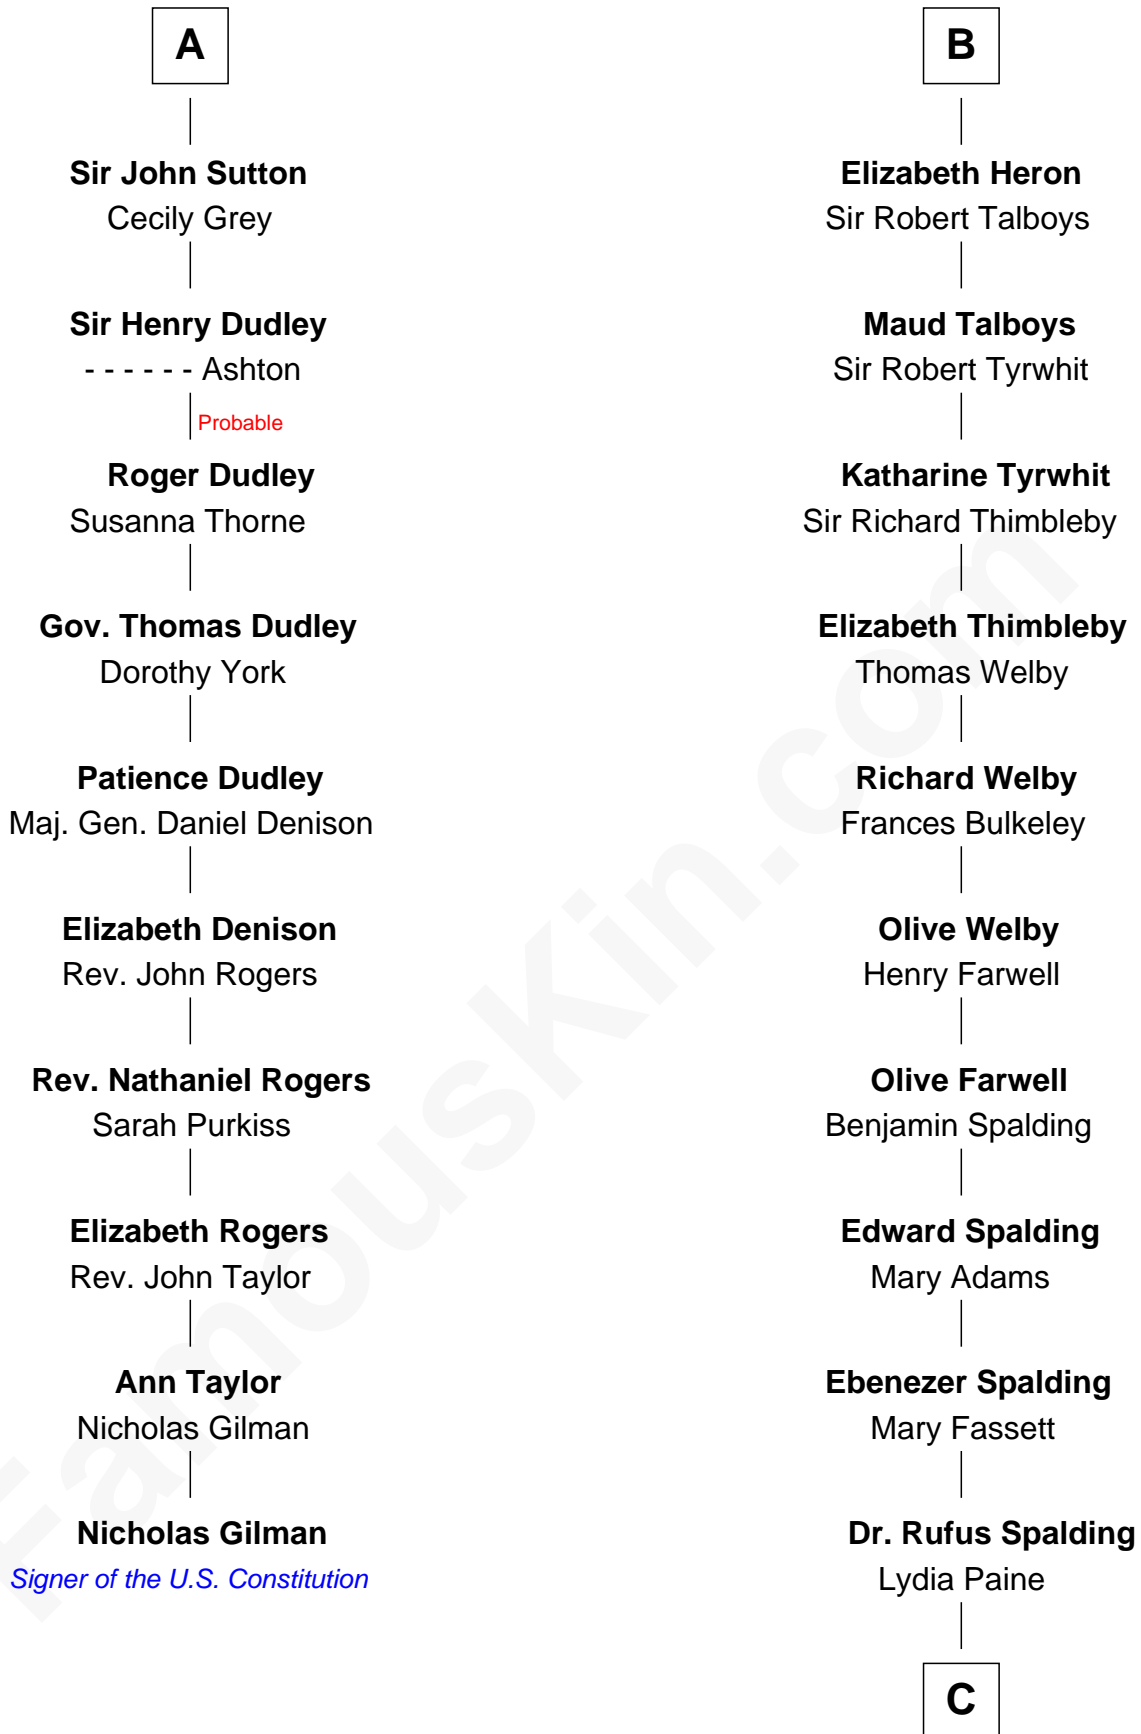 A
Sir John Sutton
Cecily Grey
Sir Henry Dudley
- - - - - - Ashton
Probable
Roger Dudley
Susanna Thorne
Gov. Thomas Dudley
Dorothy York
Patience Dudley
Maj. Gen. Daniel Denison
Elizabeth Denison
Rev. John Rogers
Rev. Nathaniel Rogers
Sarah Purkiss
Elizabeth Rogers
Rev. John Taylor
Ann Taylor
Nicholas Gilman
Nicholas Gilman
Signer of the U.S. Constitution
B
Elizabeth Heron
Sir Robert Talboys
Maud Talboys
Sir Robert Tyrwhit
Katharine Tyrwhit
Sir Richard Thimbleby
Elizabeth Thimbleby
Thomas Welby
Richard Welby
Frances Bulkeley
Olive Welby
Henry Farwell
Olive Farwell
Benjamin Spalding
Edward Spalding
Mary Adams
Ebenezer Spalding
Mary Fassett
Dr. Rufus Spalding
Lydia Paine
C
FamousKin.com